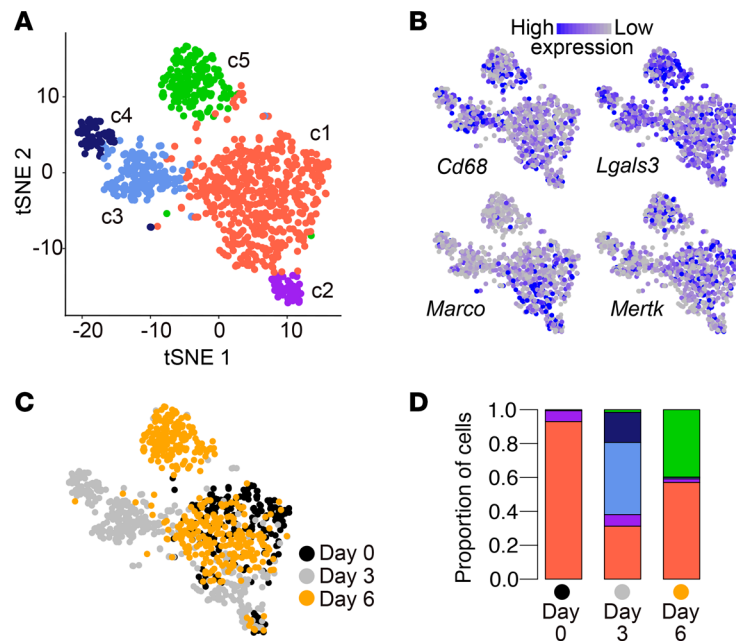 A
c5
c4
c1
c3
c2
10
0
-10
tSNE 2
-20
-10
0
10
tSNE 1
B
High Low
expression
Cd68
Lgals3
Marco
Mertk
C
Day 0
Day 3
Day 6
D
Proportion of cells
1.0
0.8
0.6
0.4
0.2
0.0
Day Day Day
0 3 6